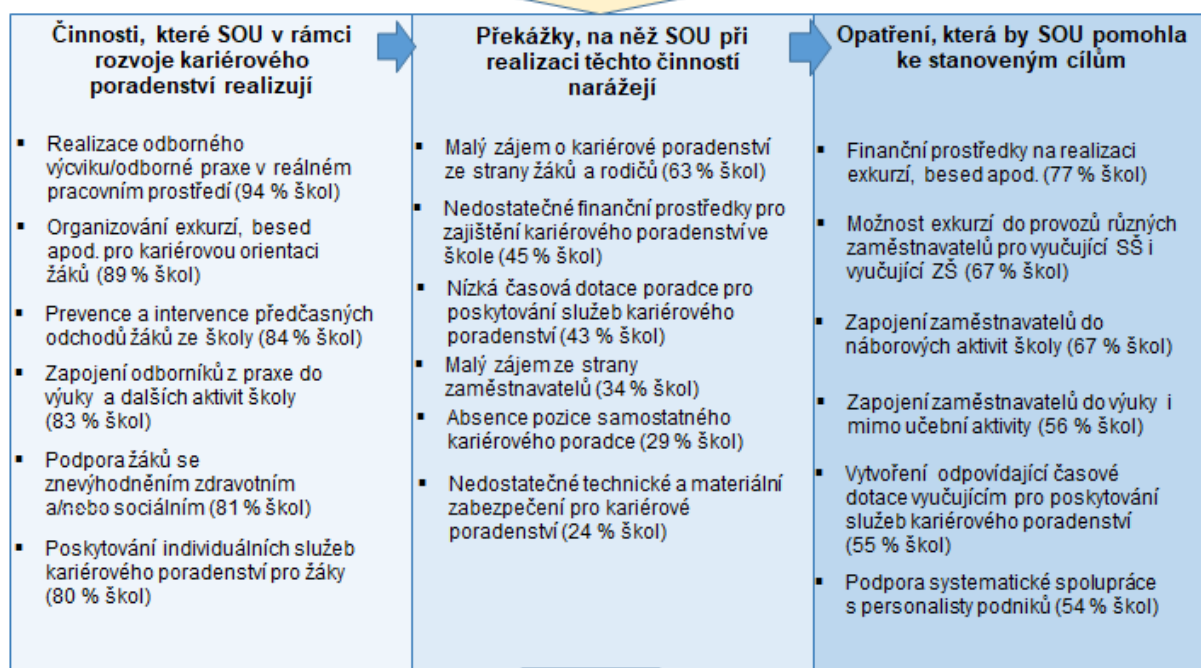 Činnosti, které SOU v rámci
rozvoje kariérového
poradenství realizují
▪ Realizace odborného
výcviku/odborné praxe v reálném
pracovním prostředí (94 % škol)
▪ Organizování exkurzí, besed
apod. pro kariérovou orientaci
žáků (89 % škol)
▪ Prevence a intervence předčasných
odchodů žáků ze školy (84 % škol)
▪ Zapojení odborníků z praxe do
výuky a dalších aktivit školy
(83 % škol)
▪ Podpora žáků se
znevýhodněním zdravotním
a/nebo sociálním (81 % škol)
▪ Poskytování individuálních služeb
kariérového poradenství pro žáky
(80 % škol)
Překážky, na něž SOU při
realizaci těchto činností
narážejí
▪ Malý zájem o kariérové poradenství
ze strany žáků a rodičů (63 % škol)
▪ Nedostatečné finanční prostředky pro
zajištění kariérového poradenství ve
škole (45 % škol)
▪ Nízká časová dotace poradce pro
poskytování služeb kariérového
poradenství (43 % škol)
▪ Malý zájem ze strany
zaměstnavatelů (34 % škol)
▪ Absence pozice samostatného
kariérového poradce (29 % škol)
▪ Nedostatečné technické a materiální
zabezpečení pro kariérové
poradenství (24 % škol)
Opatření, která by SOU pomohla
ke stanoveným cílům
▪ Finanční prostředky na realizaci
exkurzí, besed apod. (77 % škol)
▪ Možnost exkurzí do provozů různých
zaměstnavatelů pro vyučující SŠ i
vyučující ZŠ (67 % škol)
▪ Zapojení zaměstnavatelů do
náborových aktivit školy (67 % škol)
▪ Zapojení zaměstnavatelů do výuky i
mimo učební aktivity (56 % škol)
▪ Vytvoření odpovídající časové
dotace vyučujícím pro poskytování
služeb kariérového poradenství
(55 % škol)
▪ Podpora systematické spolupráce
s personalisty podniků (54 % škol)